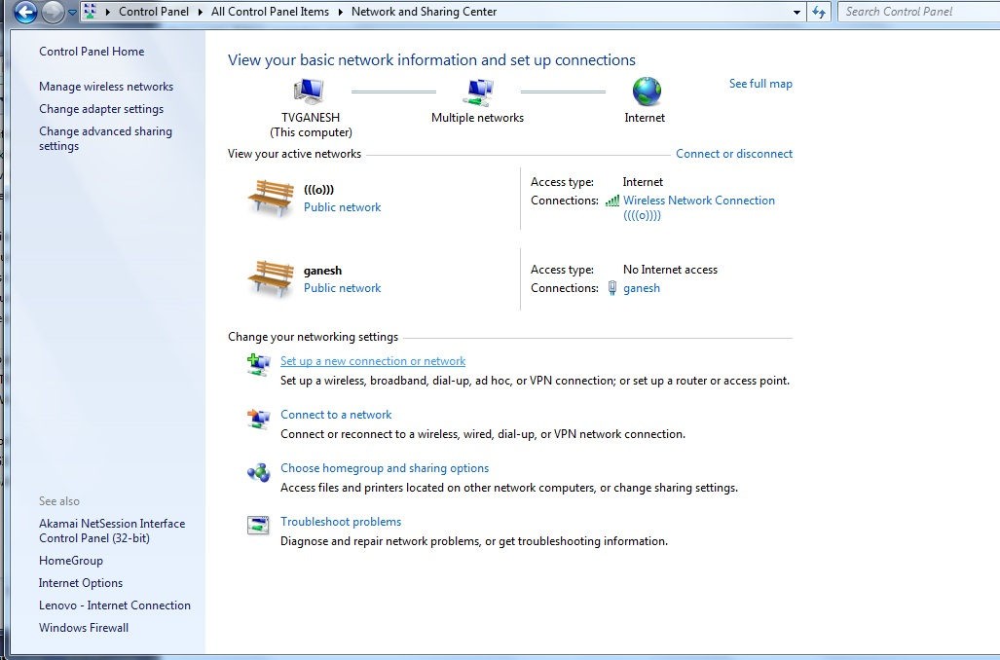 Control Panel ▸ All Control Panel Items ▸ Network and Sharing Center
Search Control Panel
Control Panel Home
Manage wireless networks
Change adapter settings
Change advanced sharing
settings
See also
Akamai NetSession Interface
Control Panel (32-bit)
HomeGroup
Internet Options
Lenovo - Internet Connection
Windows Firewall
View your basic network information and set up connections
See full map
TVGANESH
(This computer)
Multiple networks
Internet
View your active networks
Connect or disconnect
(((o)))
Public network
Access type: Internet
Connections: Wireless Network Connection
((((o))))
ganesh
Public network
Access type: No Internet access
Connections: ganesh
Change your networking settings
Set up a new connection or network
Set up a wireless, broadband, dial-up, ad hoc, or VPN connection; or set up a router or access point.
Connect to a network
Connect or reconnect to a wireless, wired, dial-up, or VPN network connection.
Choose homegroup and sharing options
Access files and printers located on other network computers, or change sharing settings.
Troubleshoot problems
Diagnose and repair network problems, or get troubleshooting information.